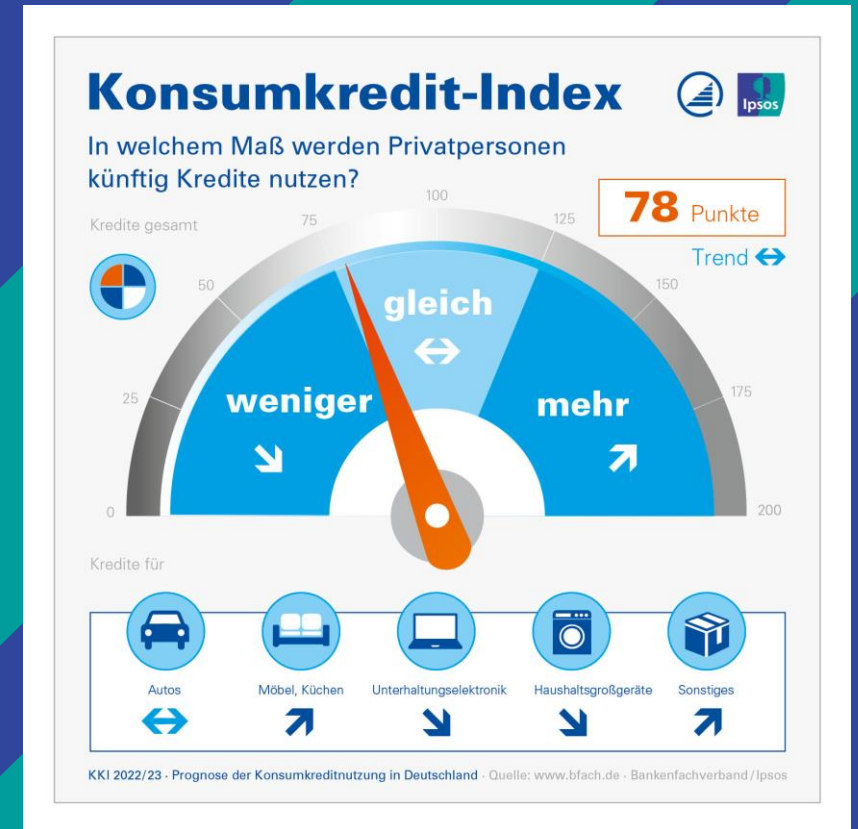 Konsumkredit-Index
Ipsos
In welchem Maß werden Privatpersonen
künftig Kredite nutzen?
78 Punkte
Trend
Kredite gesamt
0
25
50
75
100
125
150
175
200
weniger
gleich
mehr
Kredite für
Autos
Möbel, Küchen
Unterhaltungselektronik
Haushaltsgroßgeräte
Sonstiges
KKI 2022/23 · Prognose der Konsumkreditnutzung in Deutschland · Quelle: www.bfach.de · Bankenfachverband/Ipsos